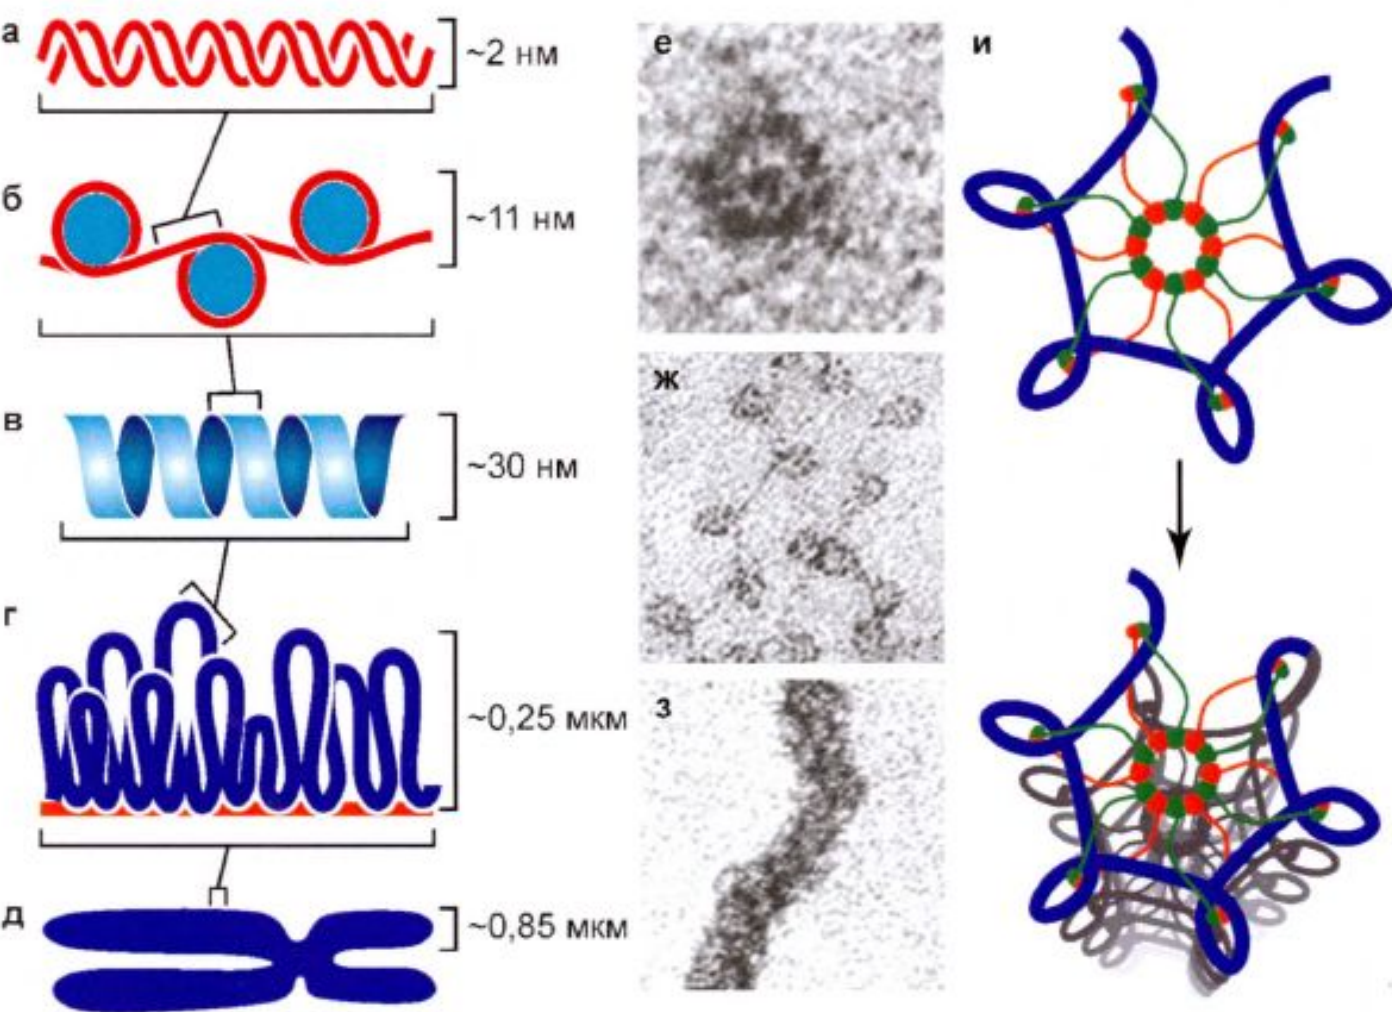 а
~2 нм
б
~11 нм
в
~30 нм
г
~0,25 мкм
д
~0,85 мкм
е
ж
з
и